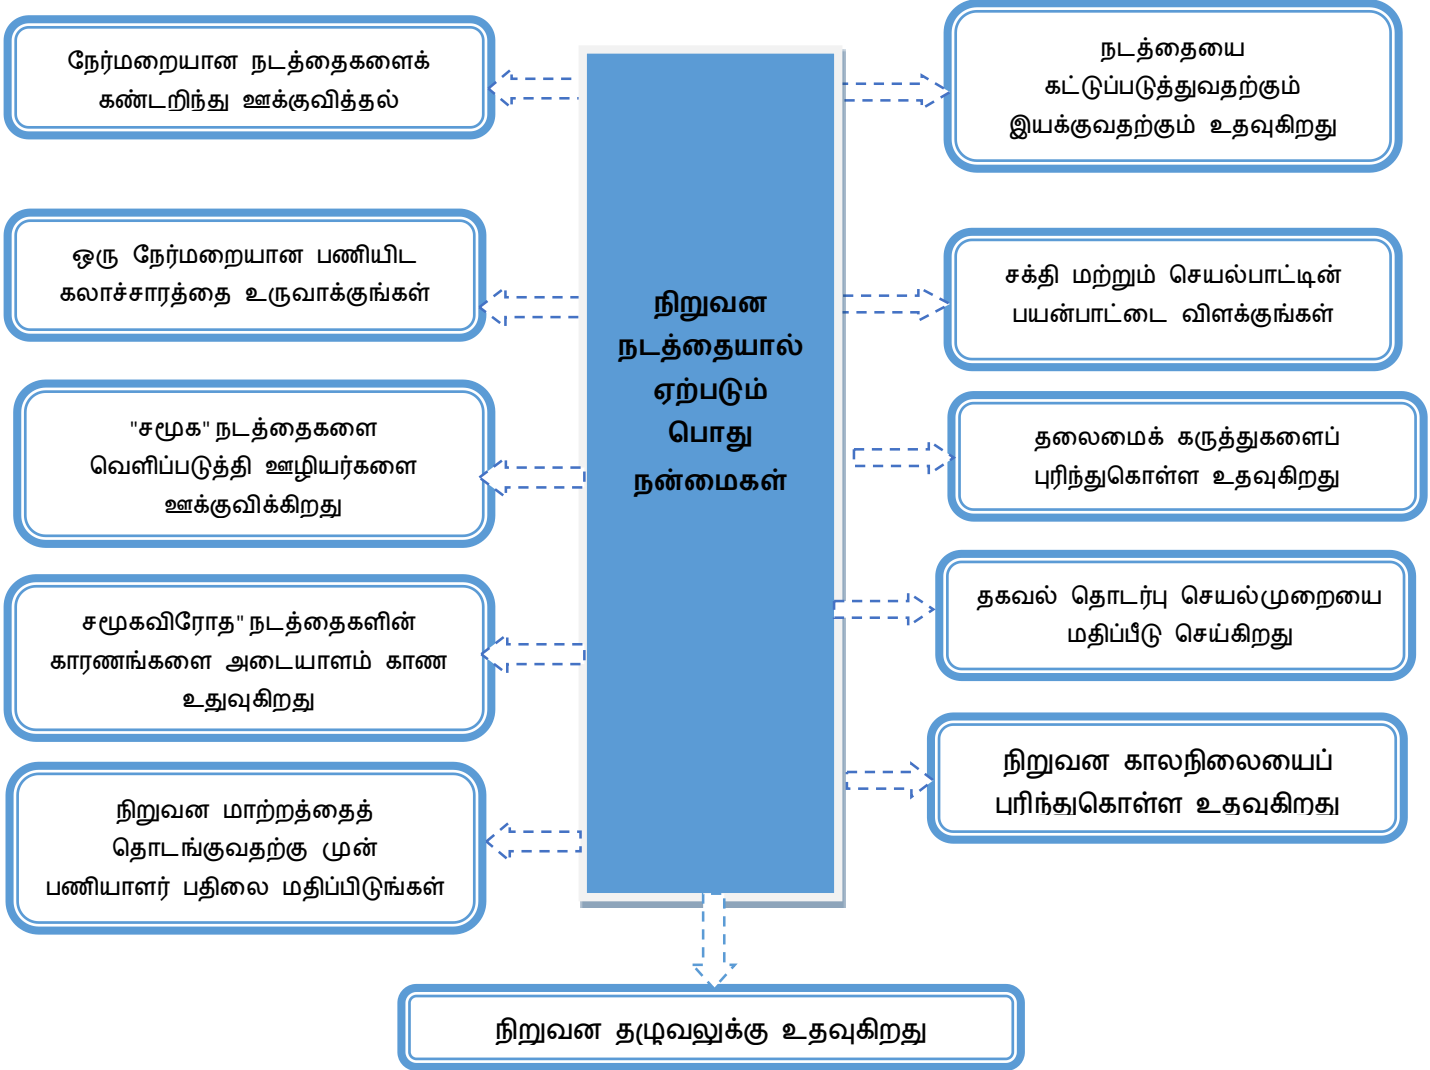 நேர்மறையான நடத்தைகளைக்
கண்டறிந்து ஊக்குவித்தல்
ஒரு நேர்மறையான பணியிட
கலாச்சாரத்தை உருவாக்குங்கள்
"சமூக" நடத்தைகளை
வெளிப்படுத்தி ஊழியர்களை
ஊக்குவிக்கிறது
சமூகவிரோத" நடத்தைகளின்
காரணங்களை அடையாளம் காண
உதுவுகிறது
நிறுவன மாற்றத்தைத்
தொடங்குவதற்கு முன்
பணியாளர் பதிலை மதிப்பிடுங்கள்
நிறுவன
நடத்தையால்
ஏற்படும்
பொது
நன்மைகள்
நடத்தையை
கட்டுப்படுத்துவதற்கும்
இயக்குவதற்கும் உதவுகிறது
சக்தி மற்றும் செயல்பாட்டின்
பயன்பாட்டை விளக்குங்கள்
தலைமைக் கருத்துகளைப்
புரிந்துகொள்ள உதவுகிறது
தகவல் தொடர்பு செயல்முறையை
மதிப்பீடு செய்கிறது
நிறுவன காலநிலையைப்
புரிந்துகொள்ள உதவுகிறது
நிறுவன தழுவலுக்கு உதவுகிறது